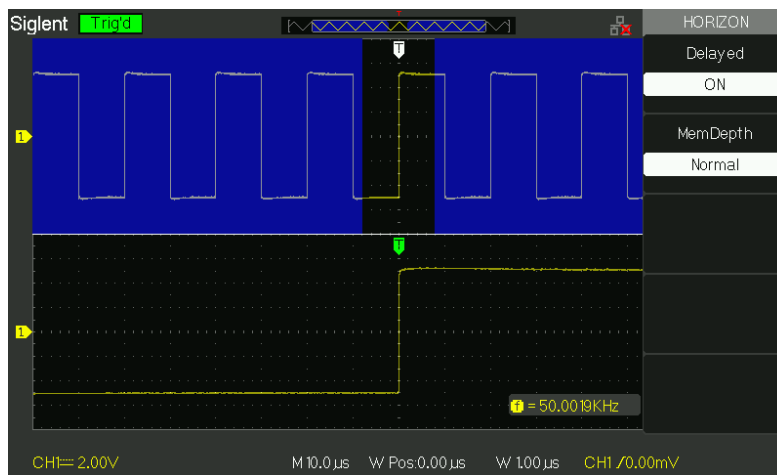 Siglent Trig'd T HORIZON
Delayed
T
ON
1
MemDepth
Normal
T
1
f = 50.0019KHz
CH1 2.00V M 10.0µs W Pos:0.00µs W 1.00µs CH1 /0.00mV